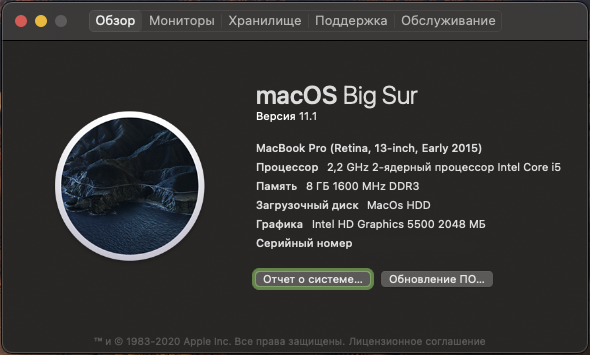 Обзор Мониторы Хранилище Поддержка Обслуживание
macOS Big Sur
Версия 11.1
MacBook Pro (Retina, 13-inch, Early 2015)
Процессор 2,2 GHz 2-ядерный процессор Intel Core i5
Память 8 ГБ 1600 MHz DDR3
Загрузочный диск MacOs HDD
Графика Intel HD Graphics 5500 2048 МБ
Серийный номер
Отчет о системе... Обновление ПО...
™ и © 1983-2020 Apple Inc. Все права защищены. Лицензионное соглашение